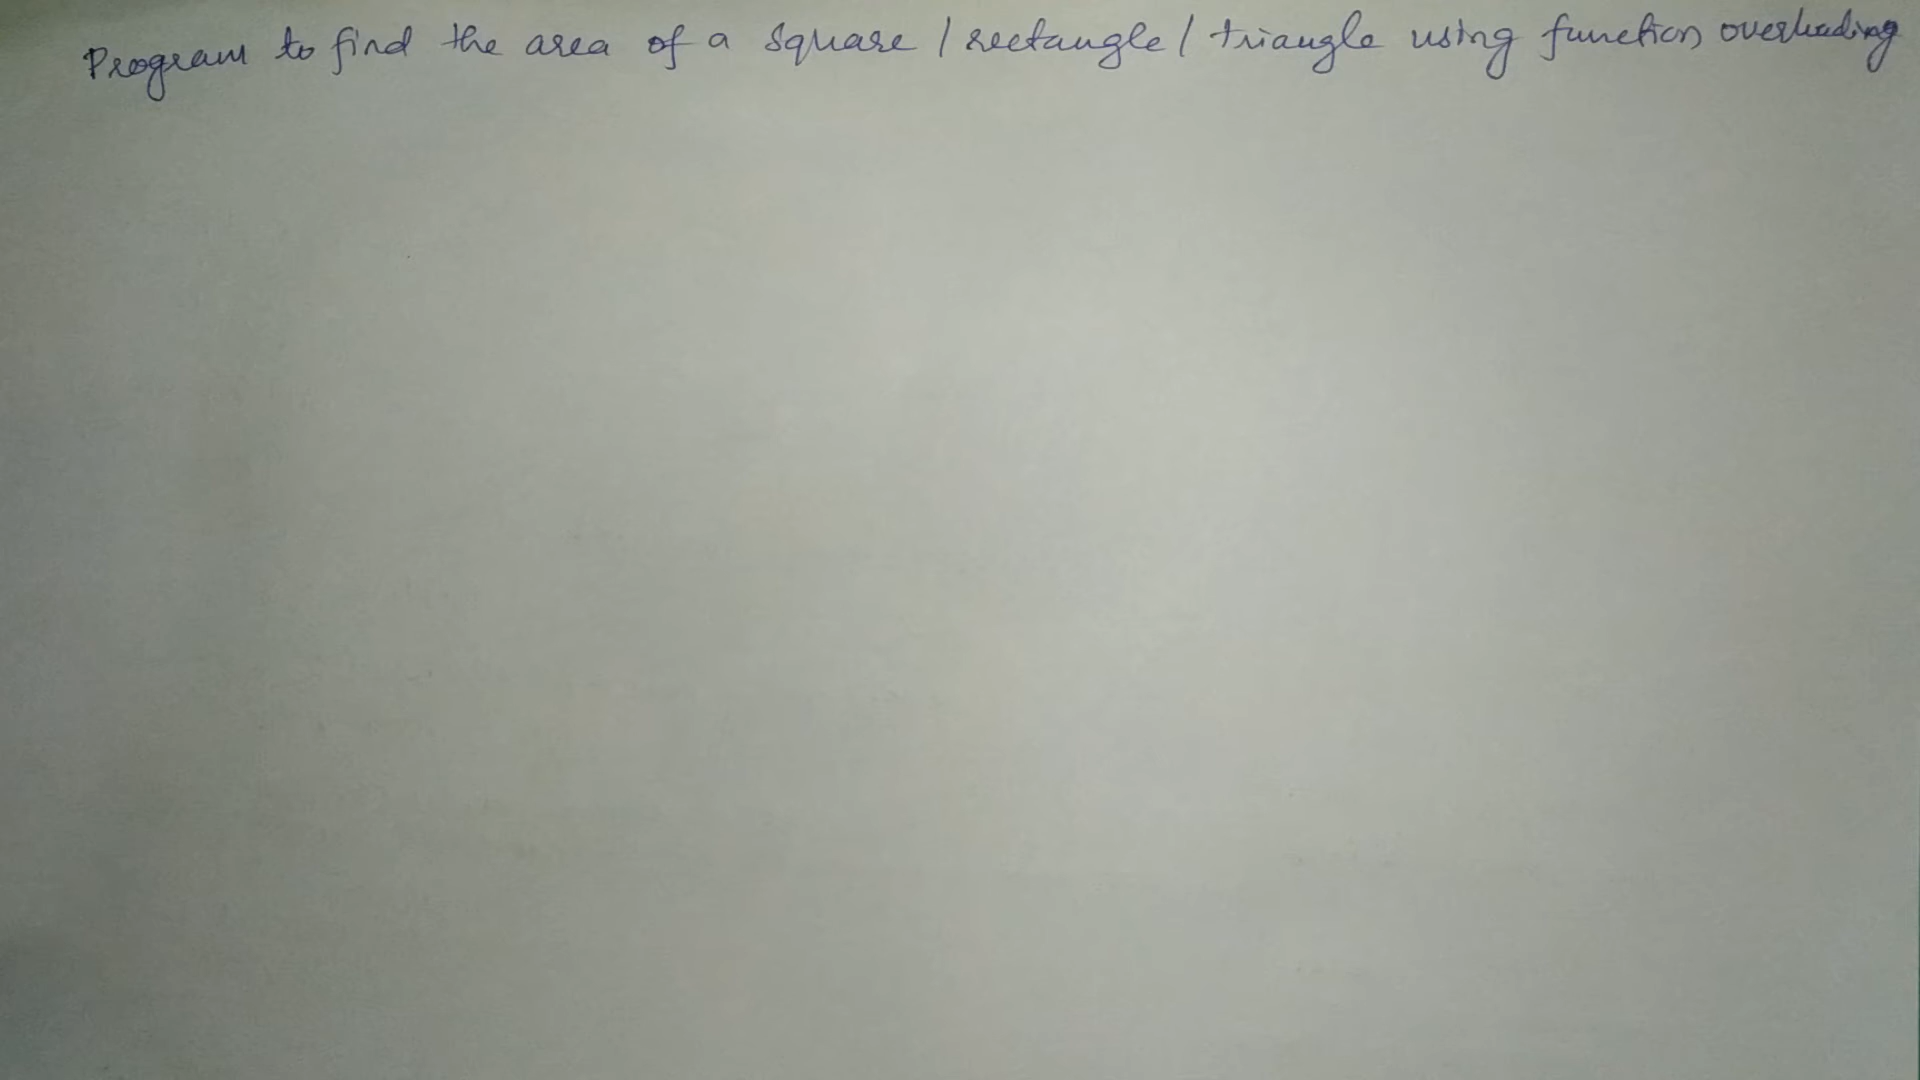 Program to find the area of a square / rectangle / triangle using function overloading